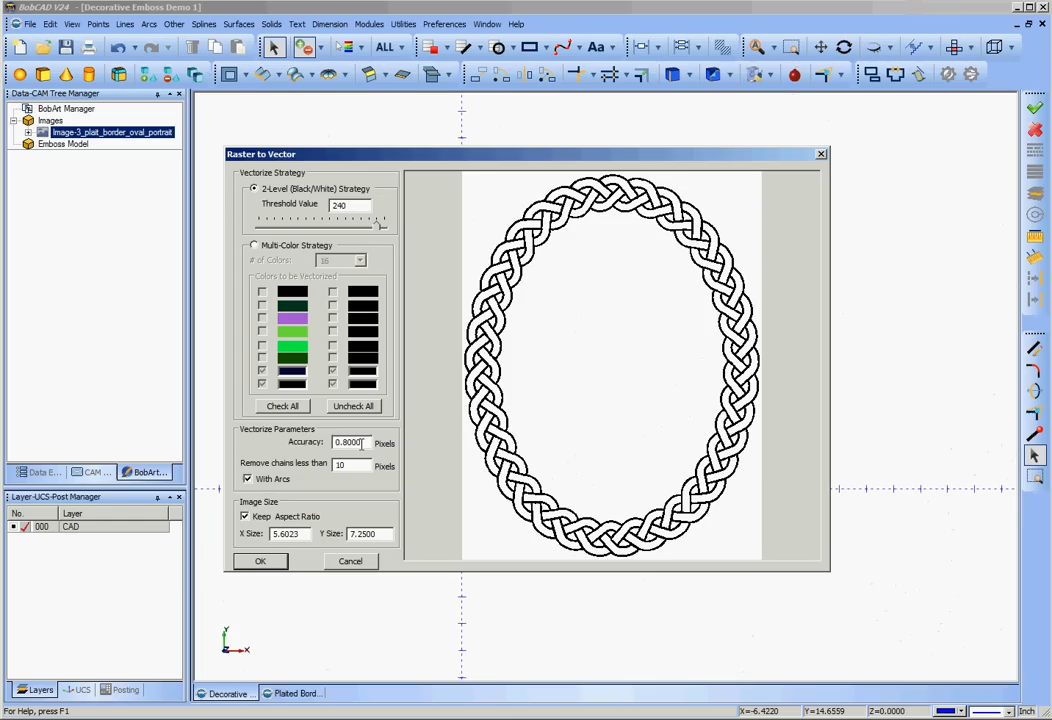 BobCAD V24 - [Decorative Emboss Demo 1]
File Edit View Points Lines Arcs Other Splines Surfaces Solids Text Dimension Modules Utilities Preferences Window Help
ALL Aa
Data-CAM Tree Manager
BobArt Manager
Images
Image-3_plait_border_oval_portrait
Emboss Model
Data E... CAM ... BobArt...
Layer-UCS-Post Manager
No. Layer
000 CAD
Layers UCS Posting
Raster to Vector
Vectorize Strategy
2-Level (Black/White) Strategy
Threshold Value 240
Multi-Color Strategy
# of Colors: 16
Colors to be Vectorized
Check All Uncheck All
Vectorize Parameters
Accuracy: 0.8000 Pixels
Remove chains less than 10 Pixels
With Arcs
Image Size
Keep Aspect Ratio
X Size: 5.6023 Y Size: 7.2500
OK Cancel
Y
Z X
Decorative ... Plaited Bord...
For Help, press F1 X=-6.4220 Y=14.6559 Z=0.0000 Inch